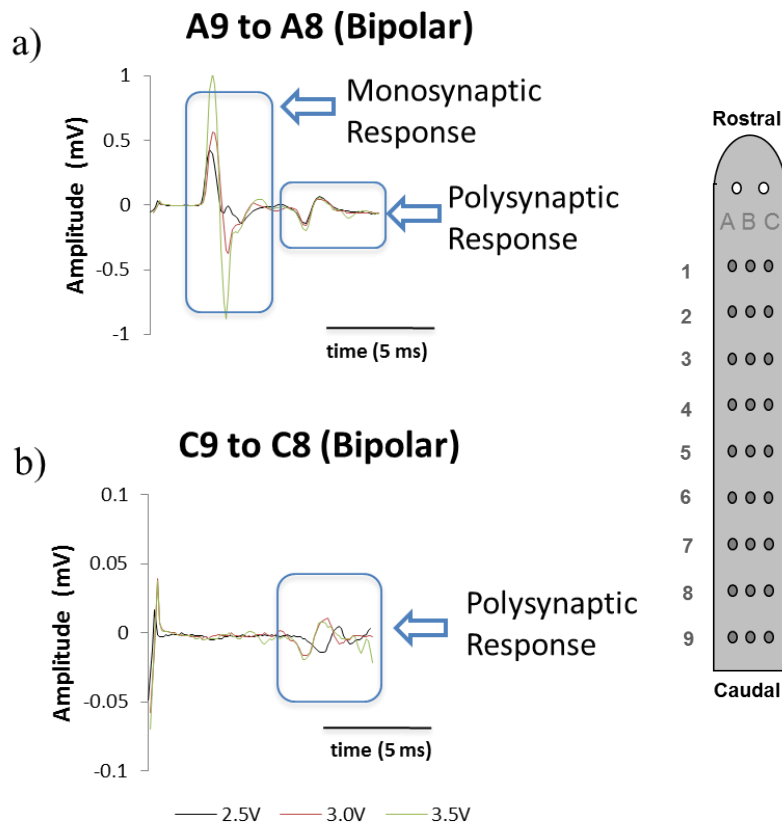 a)
A9 to A8 (Bipolar)
Amplitude (mV)
1
0.5
0
-0.5
-1
Monosynaptic
Response
Polysynaptic
Response
time (5 ms)
b)
C9 to C8 (Bipolar)
Amplitude (mV)
0.1
0.05
0
-0.05
-0.1
Polysynaptic
Response
time (5 ms)
2.5V 3.0V 3.5V
Rostral
A B C
1
2
3
4
5
6
7
8
9
Caudal